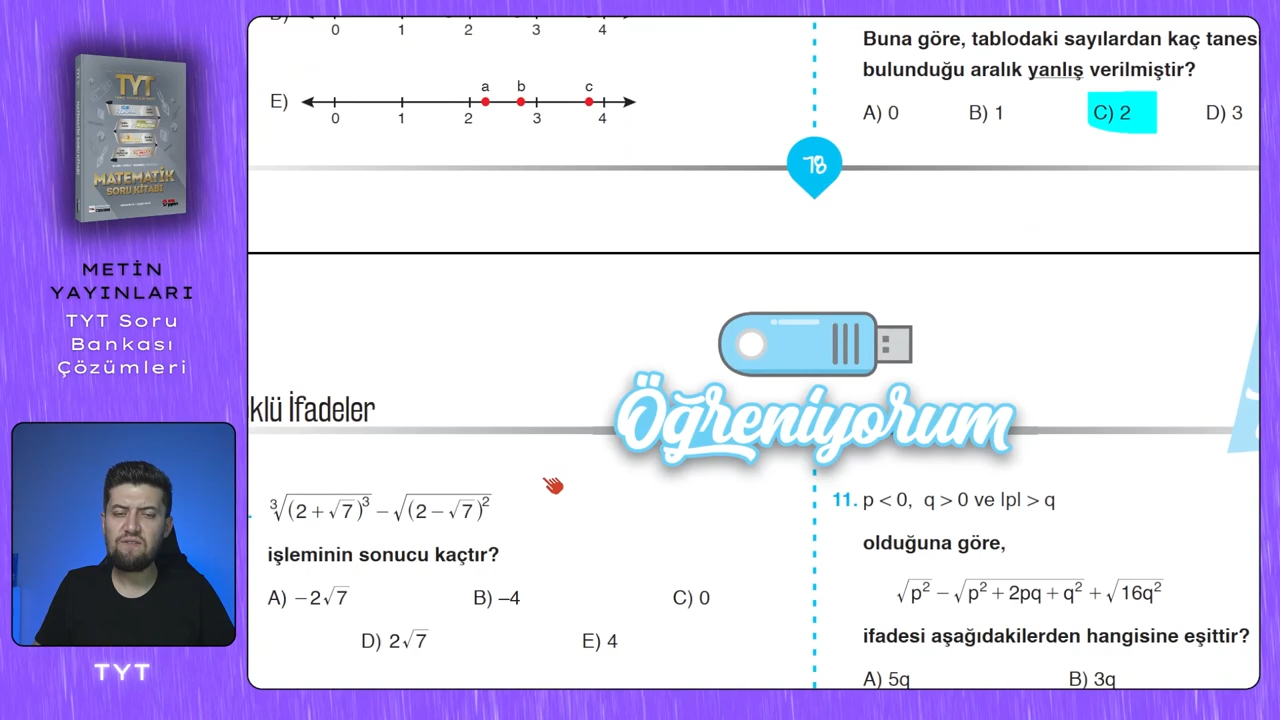 TYT
MATEMATİK
SORU KİTABI
METİN
YAYINLARI
TYT Soru
Bankası
Çözümleri
TYT
0 1 2 3 4
E)
a b c
0 1 2 3 4
Buna göre, tablodaki sayılardan kaç tanes
bulunduğu aralık yanlış verilmiştir?
A) 0 B) 1 C) 2 D) 3
78
klü İfadeler
Öğreniyorum
∛(2 + √7)³ − √(2 − √7)²
işleminin sonucu kaçtır?
A) −2√7 B) –4 C) 0
D) 2√7 E) 4
11. p < 0, q > 0 ve |p| > q
olduğuna göre,
√p² − √p² + 2pq + q² + √16q²
ifadesi aşağıdakilerden hangisine eşittir?
A) 5q B) 3q